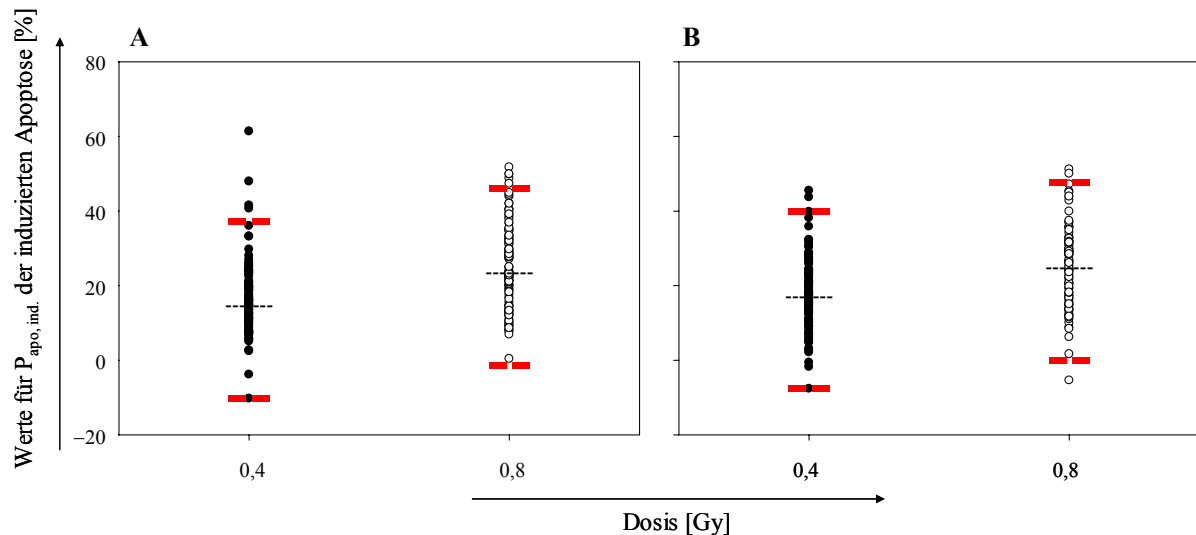 A
B
Werte für Papo, ind. der induzierten Apoptose [%]
80
60
40
20
0
–20
0,4
0,8
0,4
0,8
Dosis [Gy]